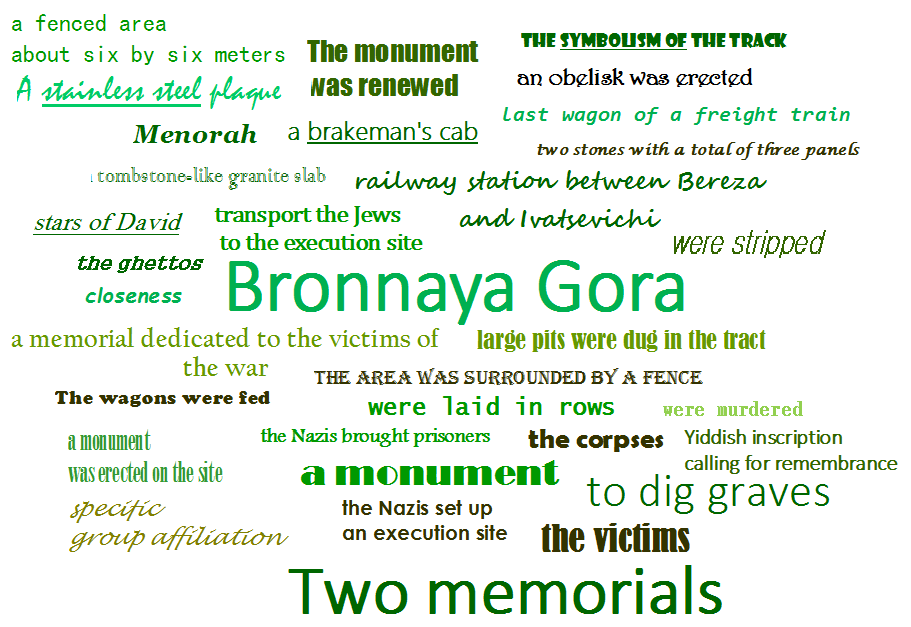 a fenced area
about six by six meters
The monument
was renewed
THE SYMBOLISM OF THE TRACK
an obelisk was erected
A stainless steel plaque
last wagon of a freight train
Menorah
a brakeman's cab
two stones with a total of three panels
tombstone-like granite slab
railway station between Bereza
and Ivatsevichi
stars of David
transport the Jews
to the execution site
were stripped
the ghettos
Bronnaya Gora
closeness
a memorial dedicated to the victims of
the war
large pits were dug in the tract
THE AREA WAS SURROUNDED BY A FENCE
The wagons were fed
were laid in rows
were murdered
a monument
was erected on the site
the Nazis brought prisoners
the corpses
Yiddish inscription
calling for remembrance
a monument
to dig graves
specific
group affiliation
the Nazis set up
an execution site
the victims
Two memorials